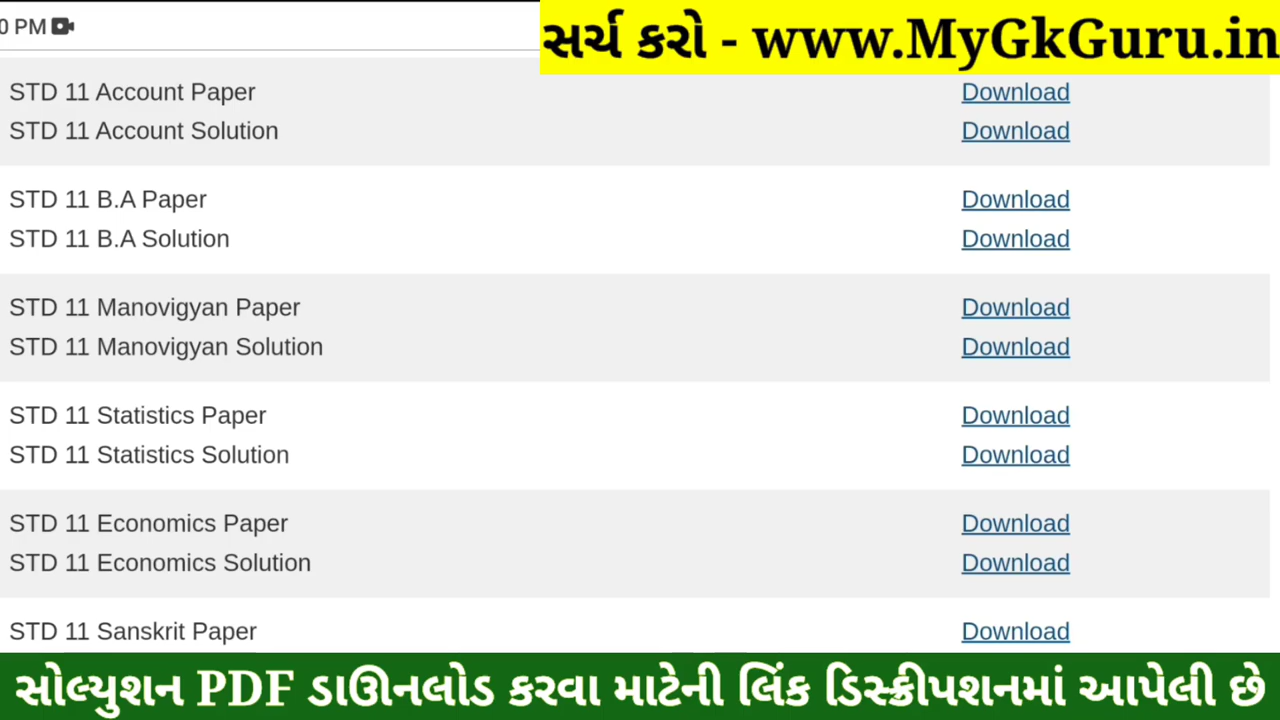 0 PM
સર્ચ કરો - www.MyGkGuru.in
STD 11 Account Paper Download
STD 11 Account Solution Download
STD 11 B.A Paper Download
STD 11 B.A Solution Download
STD 11 Manovigyan Paper Download
STD 11 Manovigyan Solution Download
STD 11 Statistics Paper Download
STD 11 Statistics Solution Download
STD 11 Economics Paper Download
STD 11 Economics Solution Download
STD 11 Sanskrit Paper Download
સોલ્યુશન PDF ડાઊનલોડ કરવા માટેની લિંક ડિસ્ક્રીપશનમાં આપેલી છે